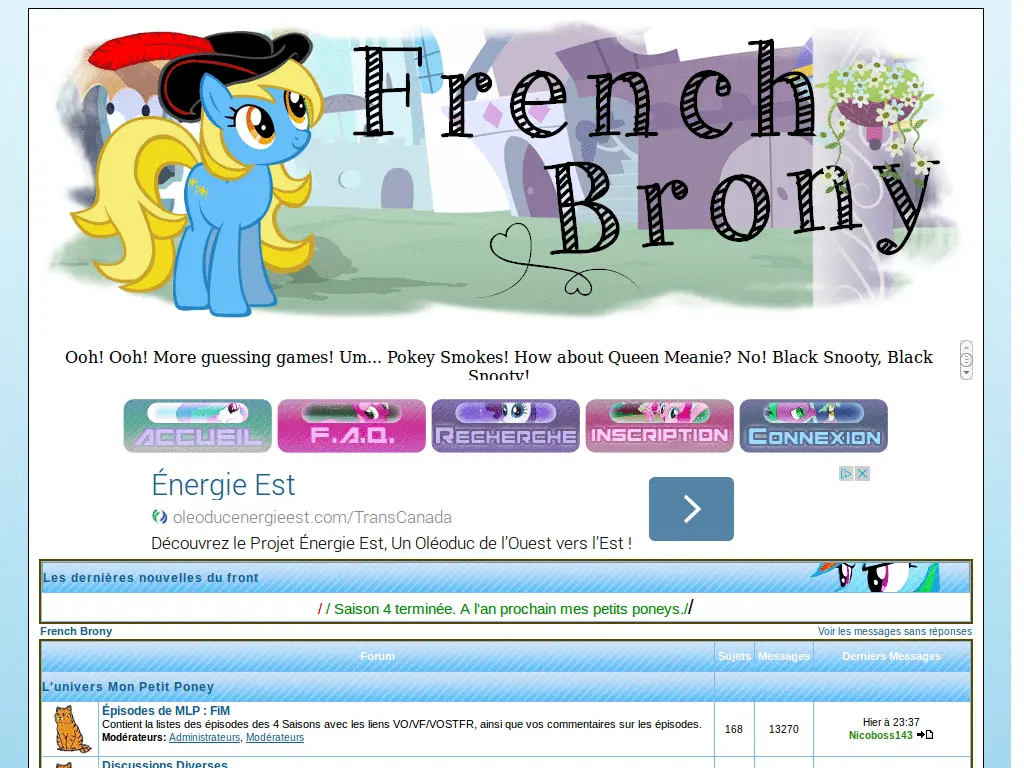 French
Brony
Ooh! Ooh! More guessing games! Um... Pokey Smokes! How about Queen Meanie? No! Black Snooty, Black
Snooty!
ACCUEIL F.A.Q. RECHERCHE INSCRIPTION CONNEXION
Énergie Est
oleoducenergieest.com/TransCanada
Découvrez le Projet Énergie Est, Un Oléoduc de l'Ouest vers l'Est !
Les dernières nouvelles du front
/ / Saison 4 terminée. A l'an prochain mes petits poneys.//
French Brony Voir les messages sans réponses
Forum Sujets Messages Derniers Messages
L'univers Mon Petit Poney
Épisodes de MLP : FiM
Contient la listes des épisodes des 4 Saisons avec les liens VO/VF/VOSTFR, ainsi que vos commentaires sur les épisodes.
Modérateurs: Administrateurs, Modérateurs
168 13270 Hier à 23:37
Nicoboss143
Discussions Diverses